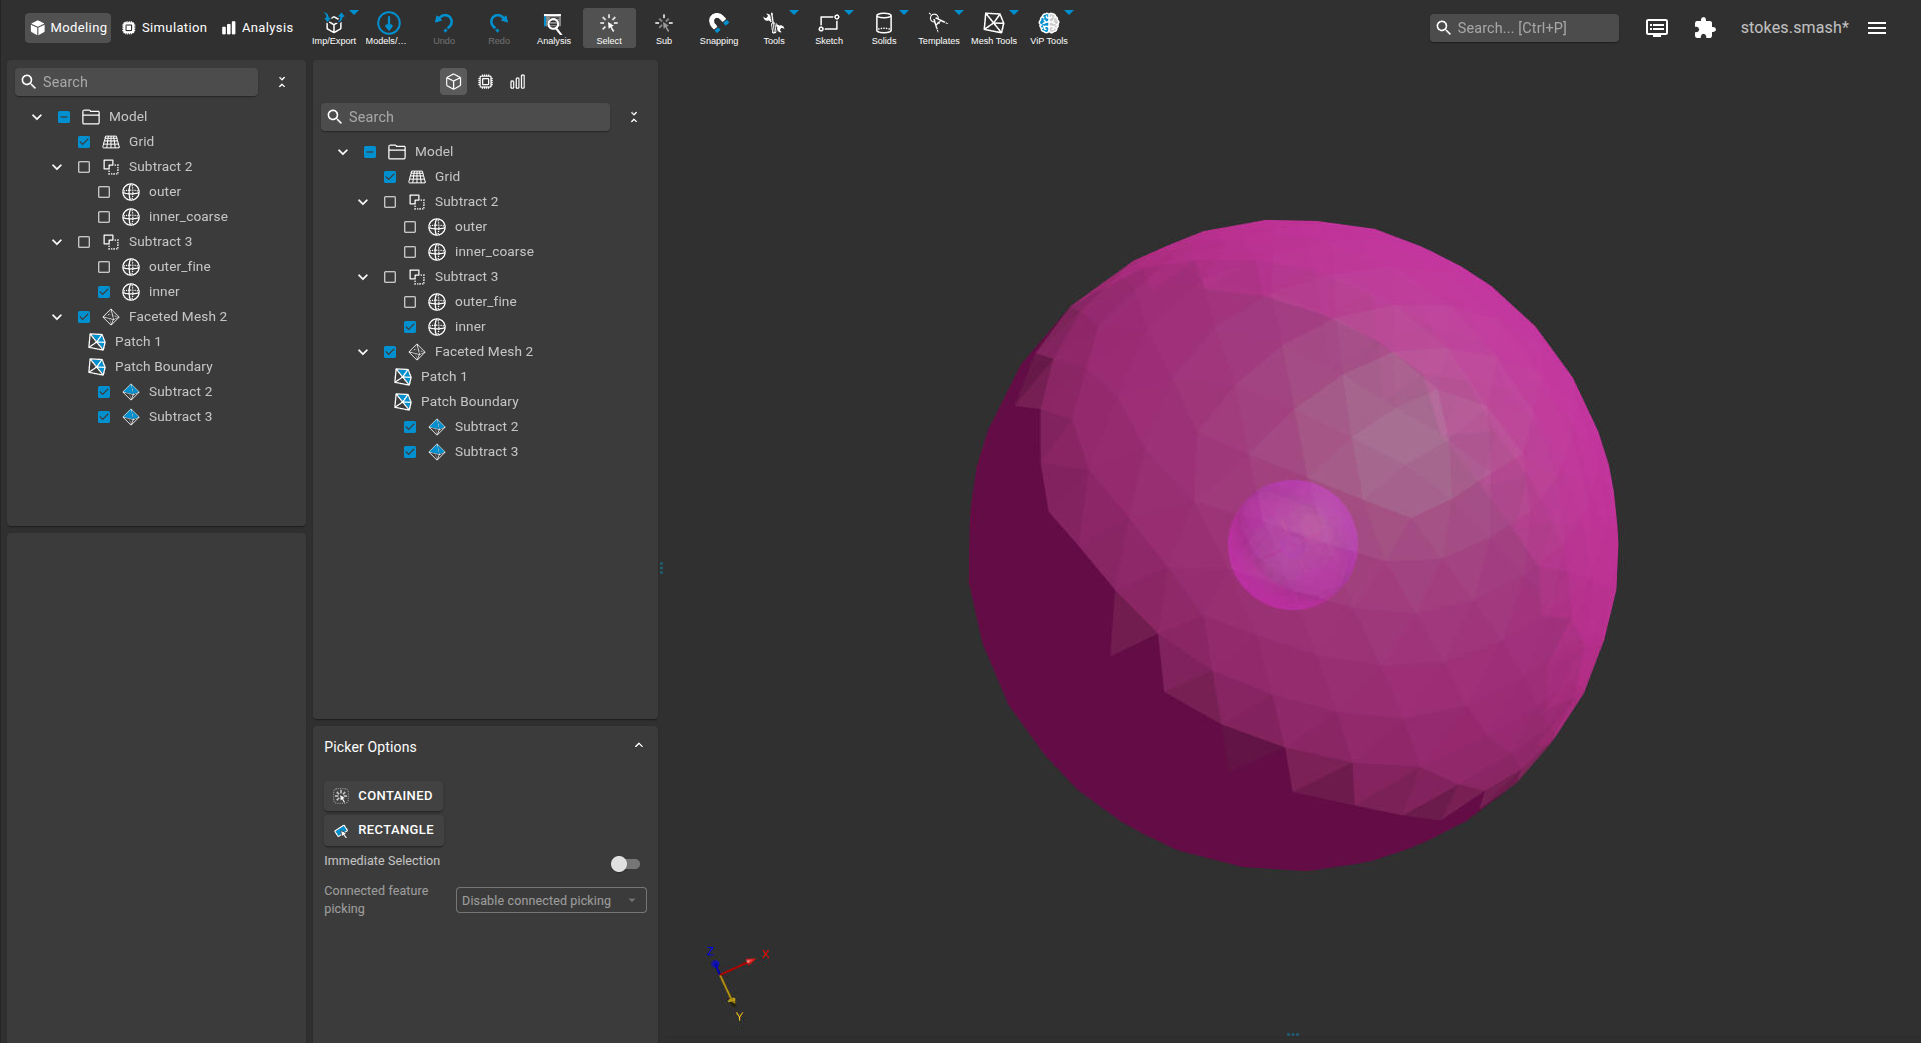 Modeling
Simulation
Analysis
Imp/Export
Models/...
Undo
Redo
Analysis
Select
Sub
Snapping
Tools
Sketch
Solids
Templates
Mesh Tools
ViP Tools
Search... [Ctrl+P]
stokes.smash*
Search
Model
Grid
Subtract 2
outer
inner_coarse
Subtract 3
outer_fine
inner
Faceted Mesh 2
Patch 1
Patch Boundary
Subtract 2
Subtract 3
Search
Model
Grid
Subtract 2
outer
inner_coarse
Subtract 3
outer_fine
inner
Faceted Mesh 2
Patch 1
Patch Boundary
Subtract 2
Subtract 3
Picker Options
CONTAINED
RECTANGLE
Immediate Selection
Connected feature
picking
Disable connected picking
Z
X
Y